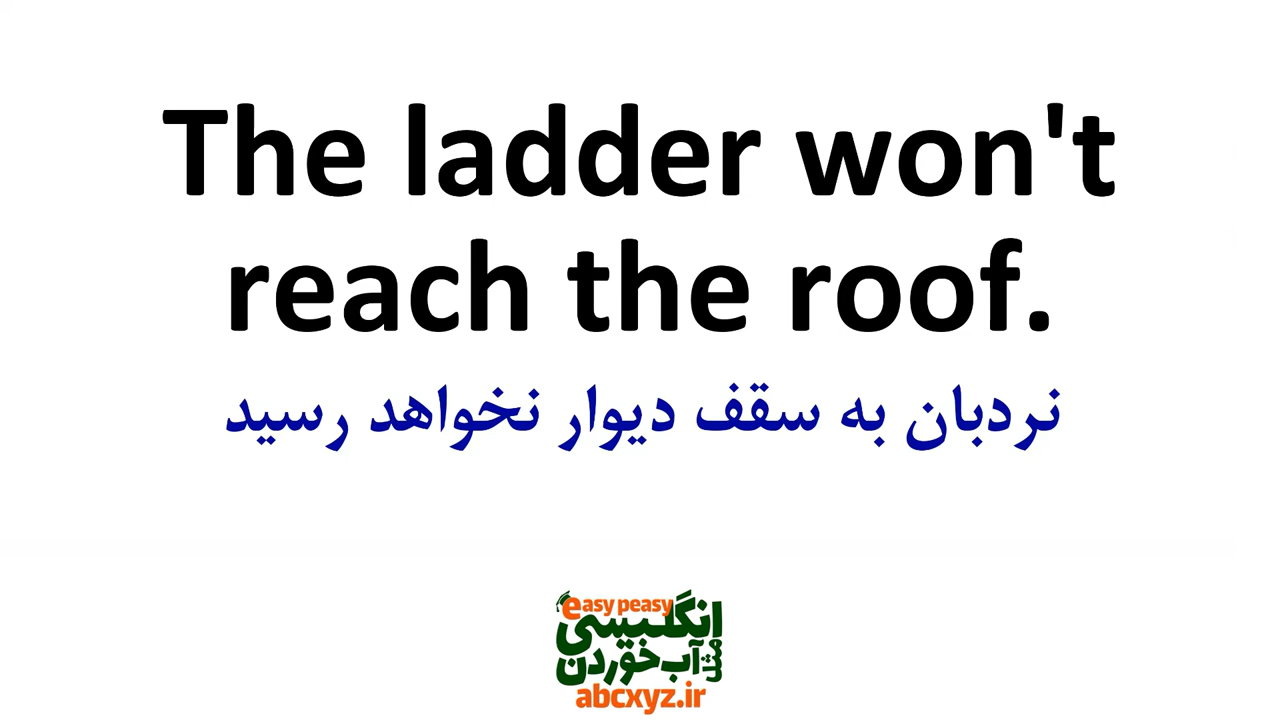 The ladder won't
reach the roof.
نردبان به سقف دیوار نخواهد رسید
easy peasy
انگلیسی
مثل آب خوردن
abcxyz.ir